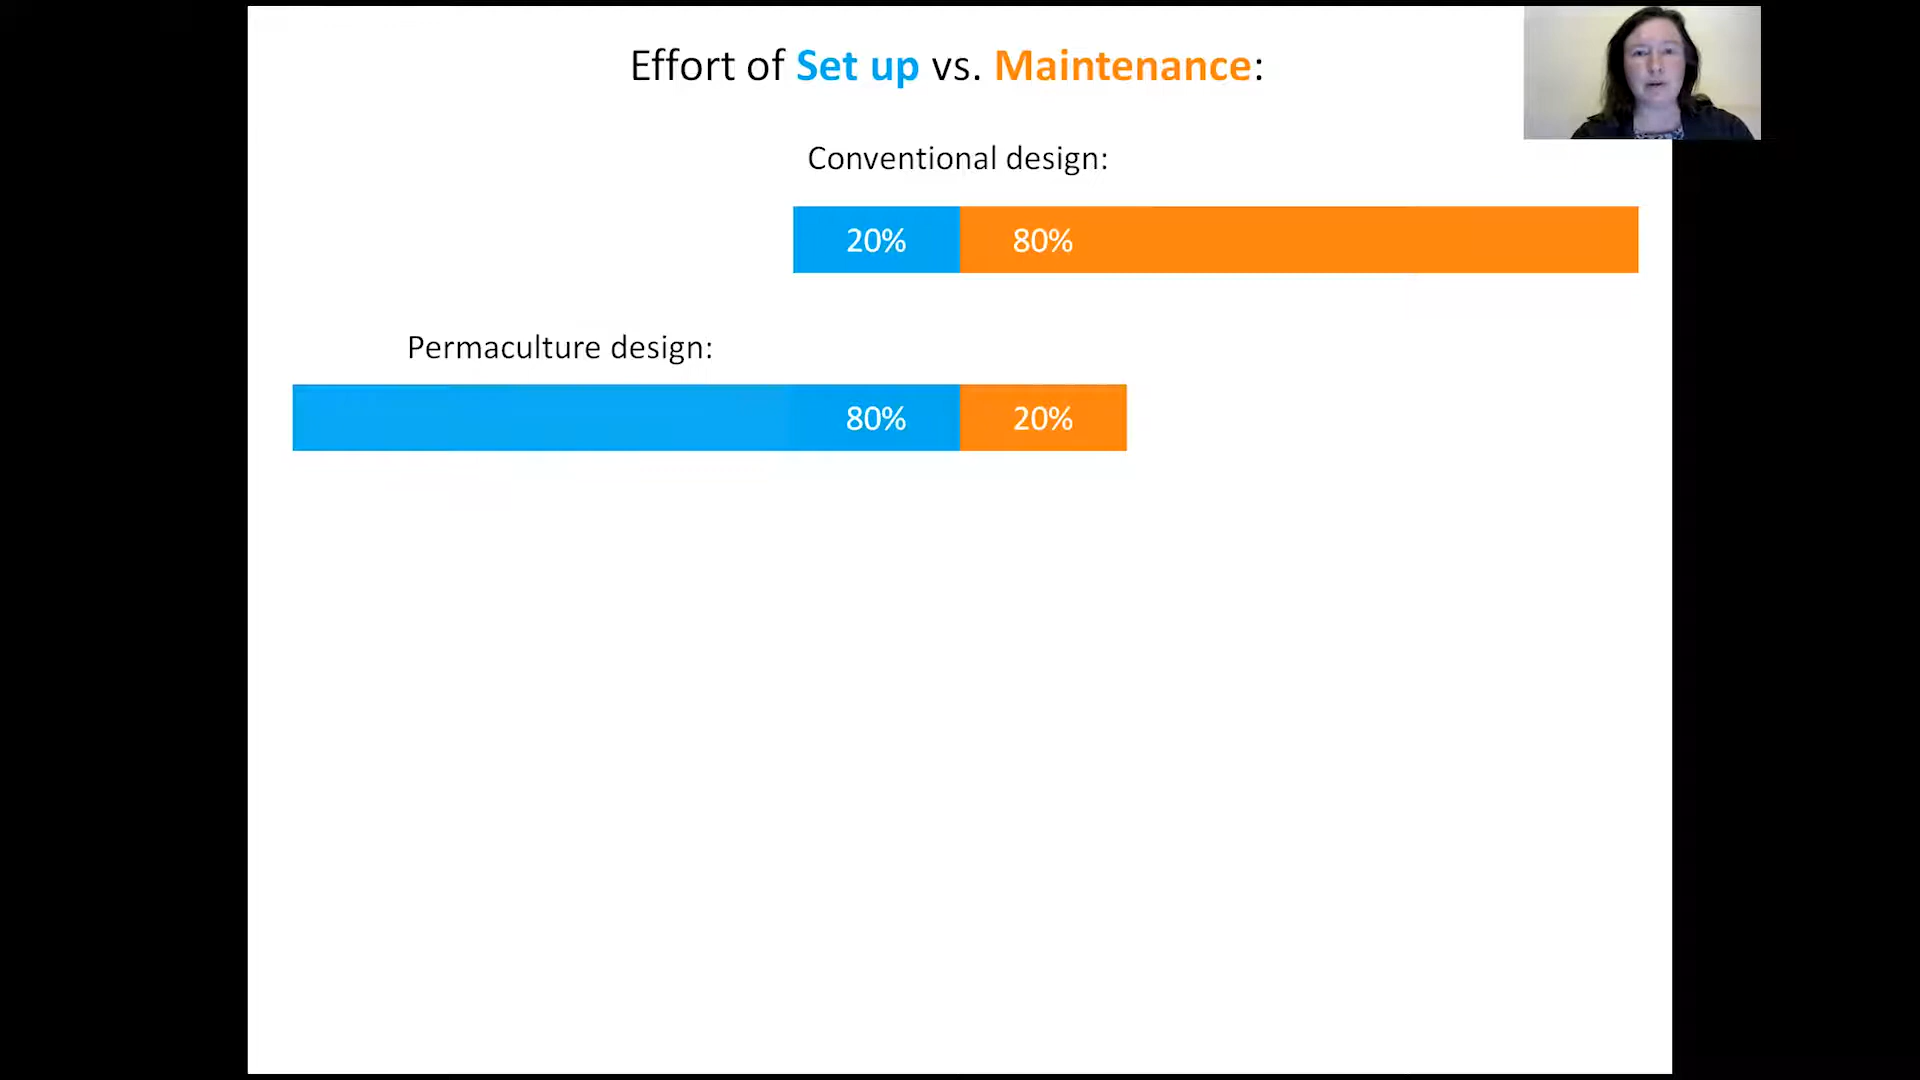 Effort of Set up vs. Maintenance:
Conventional design:
20% 80%
Permaculture design:
80% 20%